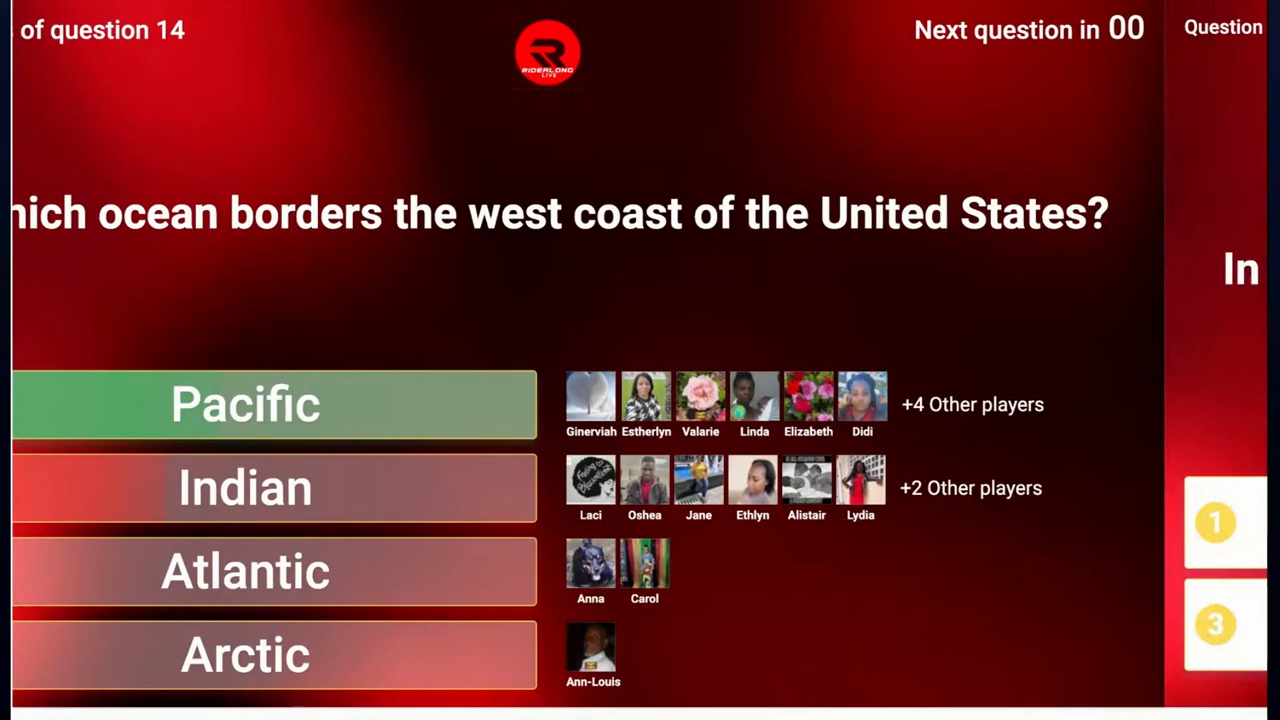 of question 14
RIDEALONG
LIVE
Next question in 00
Question
hich ocean borders the west coast of the United States?
In
Pacific
Ginerviah Estherlyn Valarie Linda Elizabeth Didi
+4 Other players
Indian
Laci Oshea Jane Ethlyn Alistair Lydia
+2 Other players
1
Atlantic
Anna Carol
3
Arctic
Ann-Louis